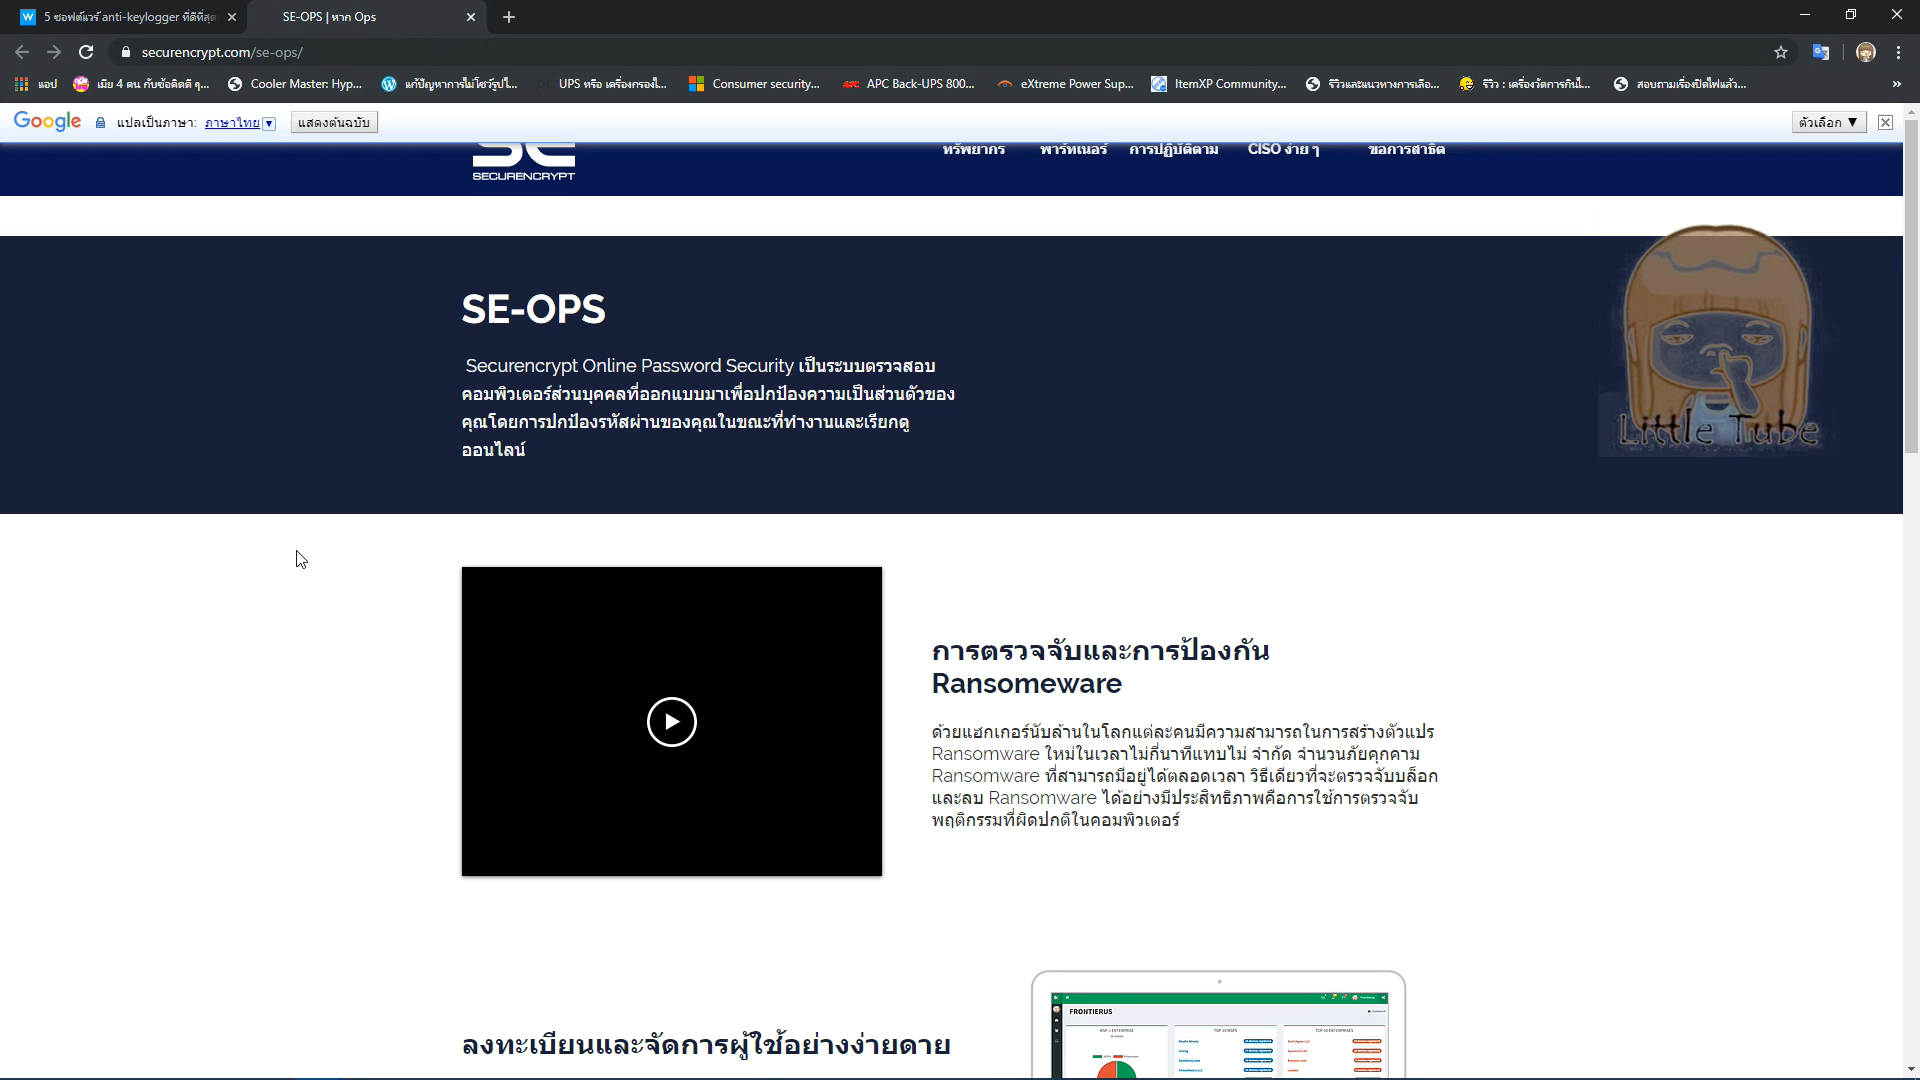 5 ซอฟต์แวร์ anti-keylogger ที่ดีที่สุด
SE-OPS | หาก Ops
securencrypt.com/se-ops/
แอป
เมีย 4 คน กับข้อคิดดี ๆ...
Cooler Master: Hyp...
แก้ปัญหาการไม่โชว์รูปใ...
UPS หรือ เครื่องกรองไ...
Consumer security...
APC Back-UPS 800...
eXtreme Power Sup...
ItemXP Community...
รีวิวและแนวทางการเลือ...
รีวิว : เครื่องวัดการกินไ...
สอบถามเรื่องปิดไฟแล้ว...
Google แปลเป็นภาษา: ภาษาไทย แสดงต้นฉบับ
ตัวเลือก ▼
SECURENCRYPT
ทรัพยากร พาร์ทเนอร์ การปฏิบัติตาม CISO ง่าย ๆ ขอการสาธิต
SE-OPS
Securencrypt Online Password Security เป็นระบบตรวจสอบ
คอมพิวเตอร์ส่วนบุคคลที่ออกแบบมาเพื่อปกป้องความเป็นส่วนตัวของ
คุณโดยการปกป้องรหัสผ่านของคุณในขณะที่ทำงานและเรียกดู
ออนไลน์
Little Tube
การตรวจจับและการป้องกัน
Ransomeware
ด้วยแฮกเกอร์นับล้านในโลกแต่ละคนมีความสามารถในการสร้างตัวแปร
Ransomware ใหม่ในเวลาไม่กี่นาทีแทบไม่ จำกัด จำนวนภัยคุกคาม
Ransomware ที่สามารถมีอยู่ได้ตลอดเวลา วิธีเดียวที่จะตรวจจับบล็อก
และลบ Ransomware ได้อย่างมีประสิทธิภาพคือการใช้การตรวจจับ
พฤติกรรมที่ผิดปกติในคอมพิวเตอร์
ลงทะเบียนและจัดการผู้ใช้อย่างง่ายดาย
FRONTIERUS